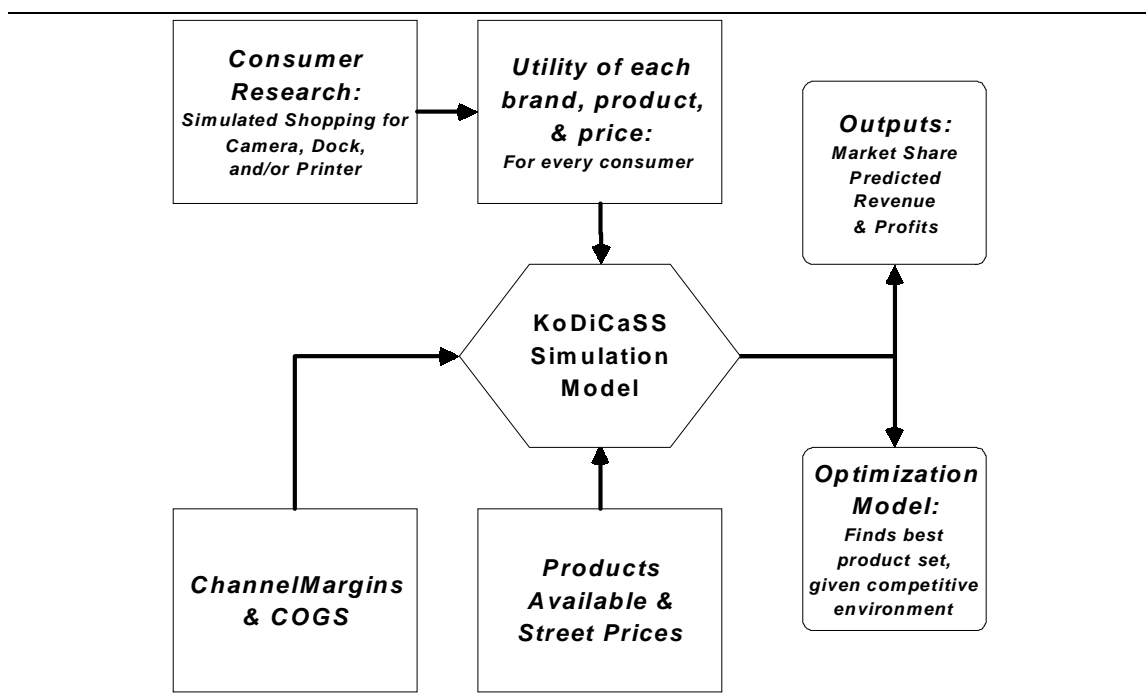 Consumer
Research:
Simulated Shopping for
Camera, Dock,
and/or Printer
Utility of each
brand, product,
& price:
For every consumer
Outputs:
Market Share
Predicted
Revenue
& Profits
KoDiCaSS
Simulation
Model
ChannelMargins
& COGS
Products
Available &
Street Prices
Optimization
Model:
Finds best
product set,
given competitive
environment